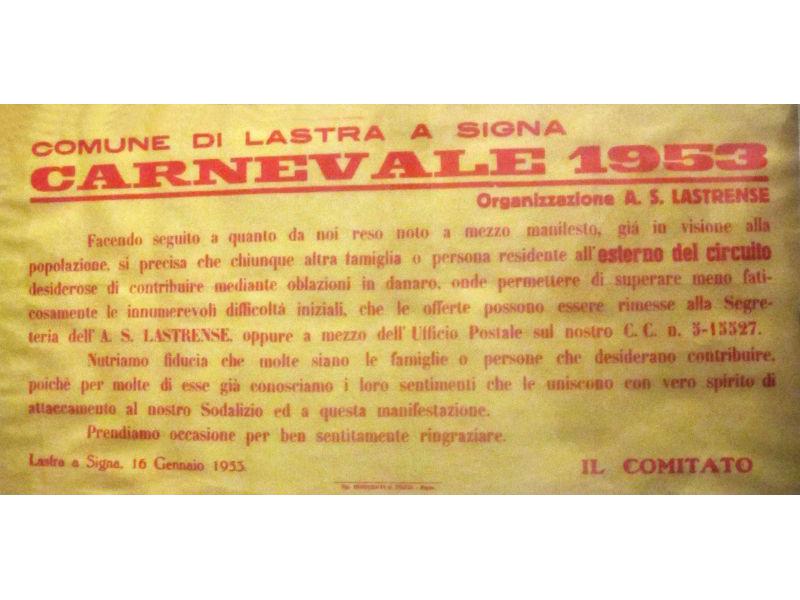 COMUNE DI LASTRA A SIGNA
CARNEVALE 1953
Organizzazione A. S. LASTRENSE
Facendo seguito a quanto da noi reso noto a mezzo manifesto, già in visione alla
popolazione, si precisa che chiunque altra famiglia o persona residente all'esterno del circuito
desiderose di contribuire mediante oblazioni in danaro, onde permettere di superare meno fati-
cosamente le innumerevoli difficoltà iniziali, che le offerte possono essere rimesse alla Segre-
teria dell'A. S. LASTRENSE, oppure a mezzo dell'Ufficio Postale sul nostro C. C. n. 5-15527.
Nutriamo fiducia che molte siano le famiglie o persone che desiderano contribuire,
poichè per molte di esse già conosciamo i loro sentimenti che le uniscono con vero spirito di
attaccamento al nostro Sodalizio ed a questa manifestazione.
Prendiamo occasione per ben sentitamente ringraziare.
Lastra a Signa, 16 Gennaio 1953
IL COMITATO
Tip.